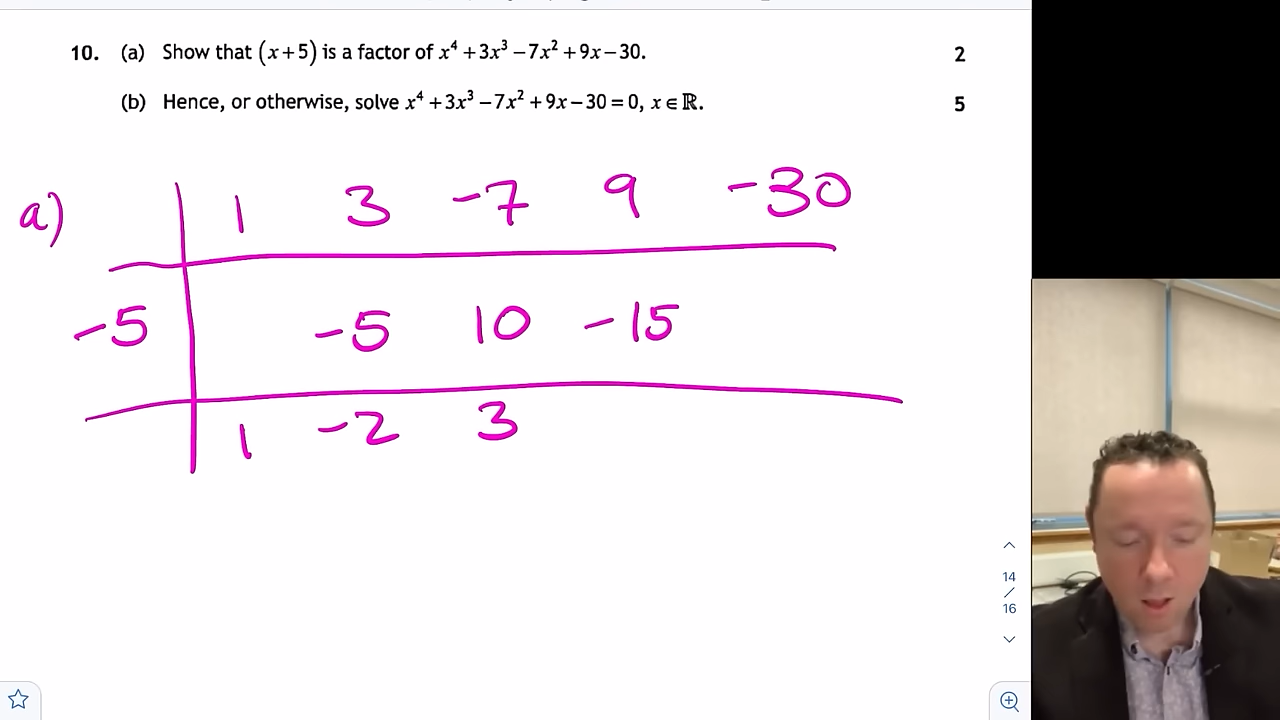 10. (a) Show that (x+5) is a factor of x⁴ +3x³ −7x² +9x−30. 2
(b) Hence, or otherwise, solve x⁴ +3x³ −7x² +9x−30=0, x∈ℝ. 5
a) 1 3 -7 9 -30
-5 -5 10 -15
1 -2 3
14
/
16